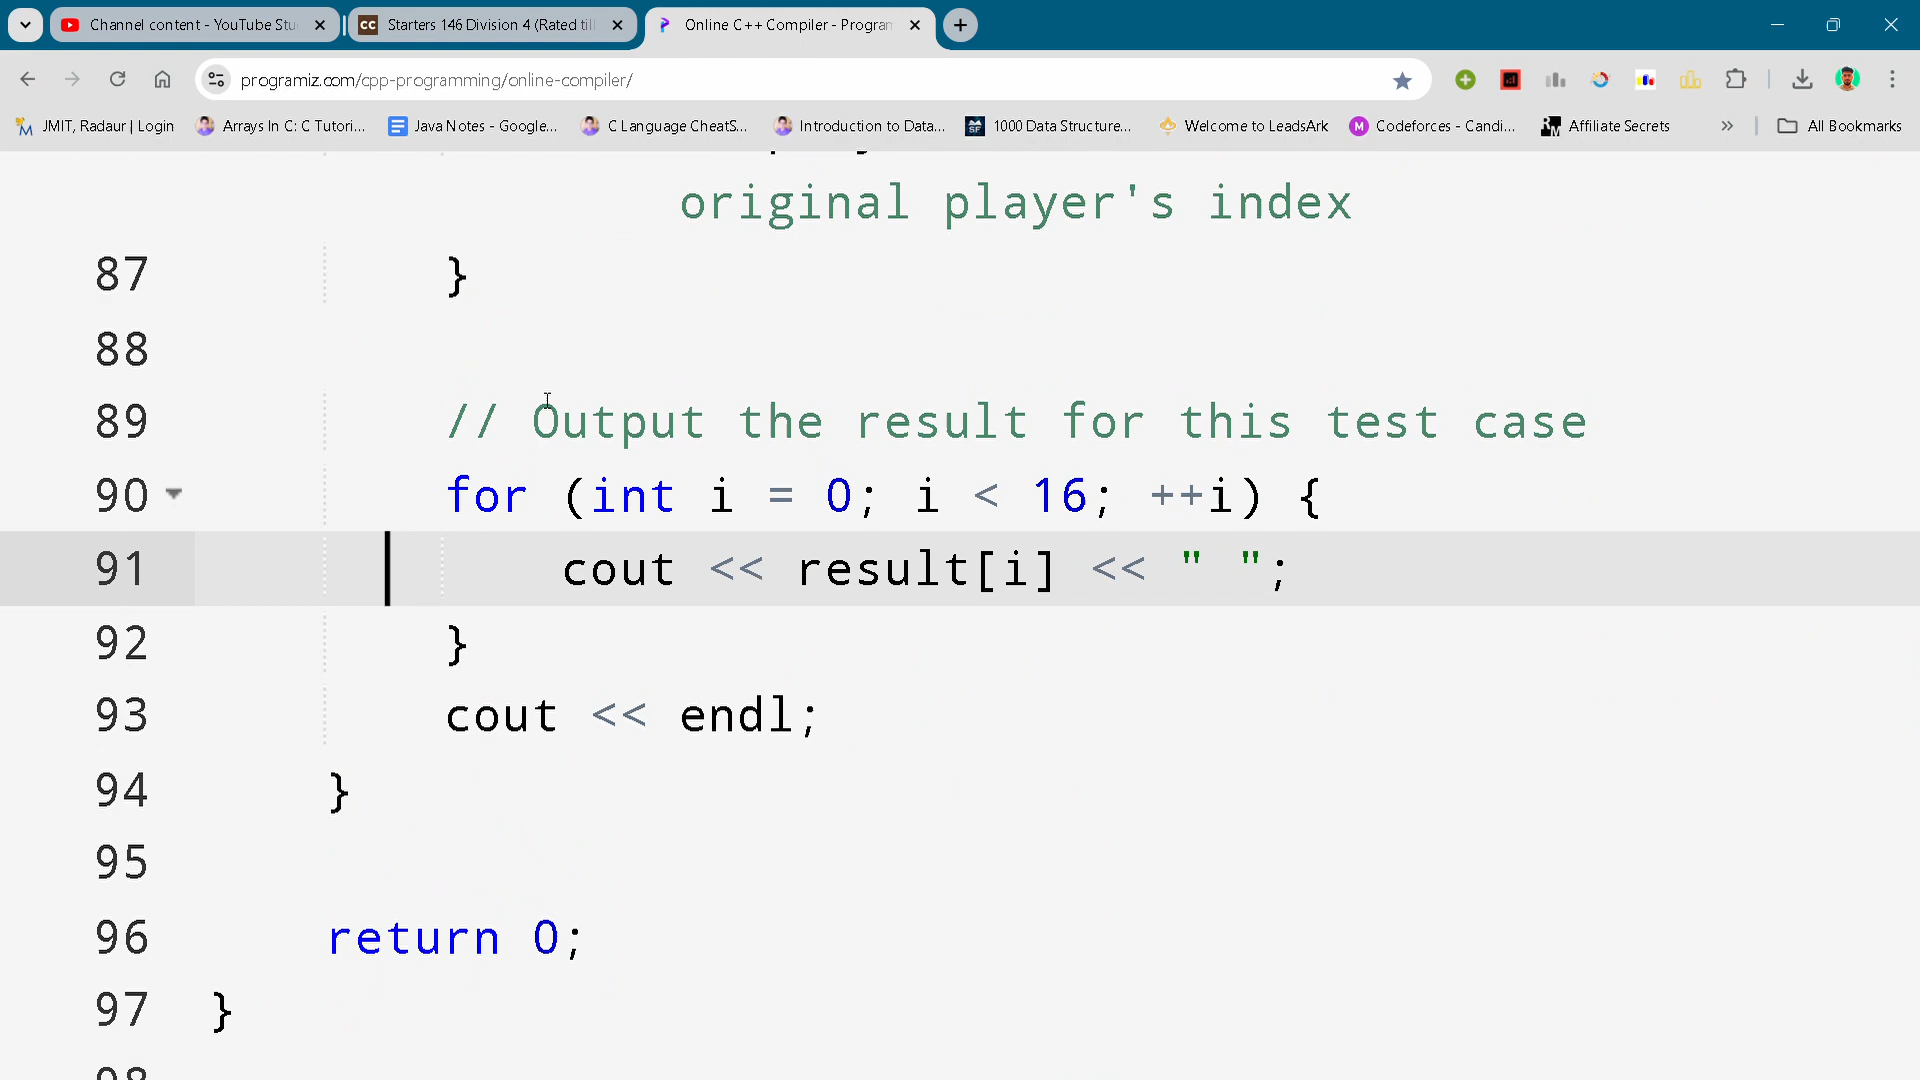 Channel content - YouTube Stu
Starters 146 Division 4 (Rated till
Online C++ Compiler - Program
programiz.com/cpp-programming/online-compiler/
JMIT, Radaur | Login
Arrays In C: C Tutori...
Java Notes - Google...
C Language CheatS...
Introduction to Data...
1000 Data Structure...
Welcome to LeadsArk
Codeforces - Candi...
Affiliate Secrets
All Bookmarks
original player's index
87 }
88
89 // Output the result for this test case
90 for (int i = 0; i < 16; ++i) {
91 cout << result[i] << " ";
92 }
93 cout << endl;
94 }
95
96 return 0;
97 }
98